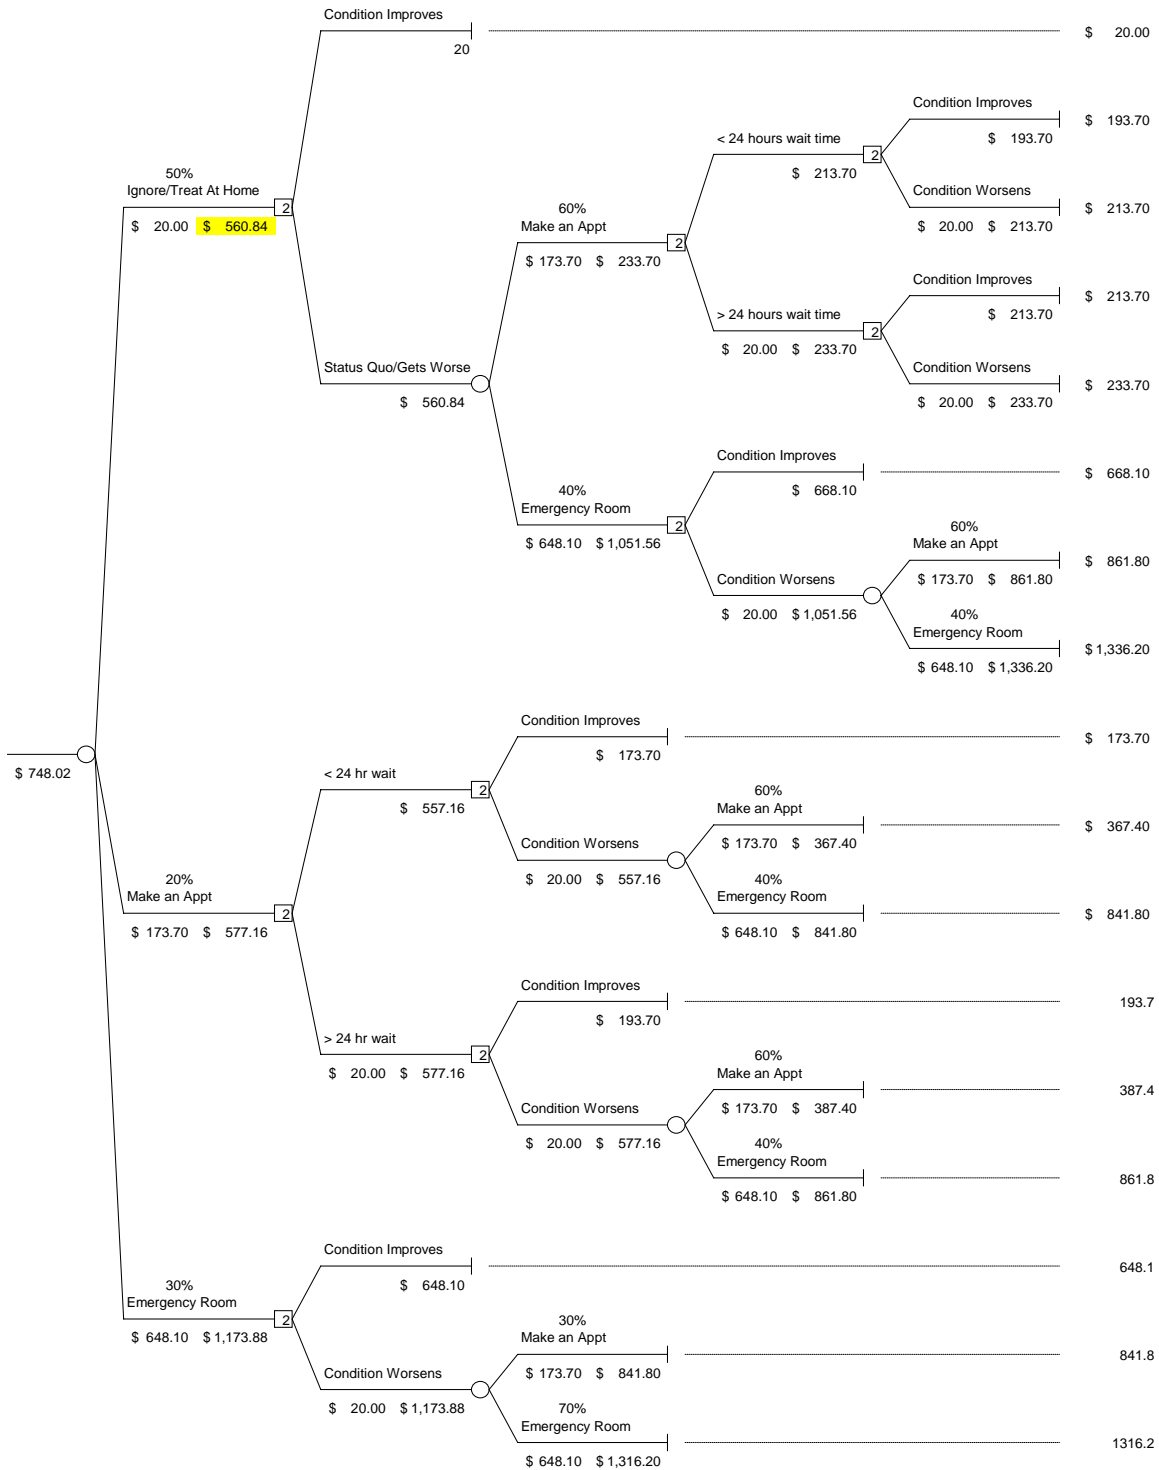 Condition Improves
20
$ 20.00
Condition Improves
$ 193.70
$ 193.70
< 24 hours wait time
2
$ 213.70
50%
Ignore/Treat At Home
2
$ 20.00 $ 560.84
Condition Worsens
$ 20.00 $ 213.70
$ 213.70
60%
Make an Appt
2
$ 173.70 $ 233.70
Condition Improves
$ 213.70
$ 213.70
> 24 hours wait time
2
$ 20.00 $ 233.70
Status Quo/Gets Worse
$ 560.84
Condition Worsens
$ 20.00 $ 233.70
$ 233.70
Condition Improves
$ 668.10
$ 668.10
40%
Emergency Room
2
$ 648.10 $ 1,051.56
60%
Make an Appt
$ 173.70 $ 861.80
$ 861.80
Condition Worsens
$ 20.00 $ 1,051.56
40%
Emergency Room
$ 648.10 $ 1,336.20
$ 1,336.20
$ 748.02
Condition Improves
$ 173.70
$ 173.70
< 24 hr wait
2
$ 557.16
60%
Make an Appt
$ 173.70 $ 367.40
$ 367.40
Condition Worsens
$ 20.00 $ 557.16
20%
Make an Appt
2
$ 173.70 $ 577.16
40%
Emergency Room
$ 648.10 $ 841.80
$ 841.80
Condition Improves
$ 193.70
193.7
> 24 hr wait
2
$ 20.00 $ 577.16
60%
Make an Appt
$ 173.70 $ 387.40
387.4
Condition Worsens
$ 20.00 $ 577.16
40%
Emergency Room
$ 648.10 $ 861.80
861.8
Condition Improves
$ 648.10
648.1
30%
Emergency Room
2
$ 648.10 $ 1,173.88
30%
Make an Appt
$ 173.70 $ 841.80
841.8
Condition Worsens
$ 20.00 $ 1,173.88
70%
Emergency Room
$ 648.10 $ 1,316.20
1316.2